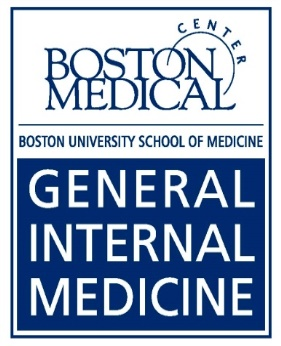 BOSTON
MEDICAL
CENTER
BOSTON UNIVERSITY SCHOOL OF MEDICINE
GENERAL
INTERNAL
MEDICINE